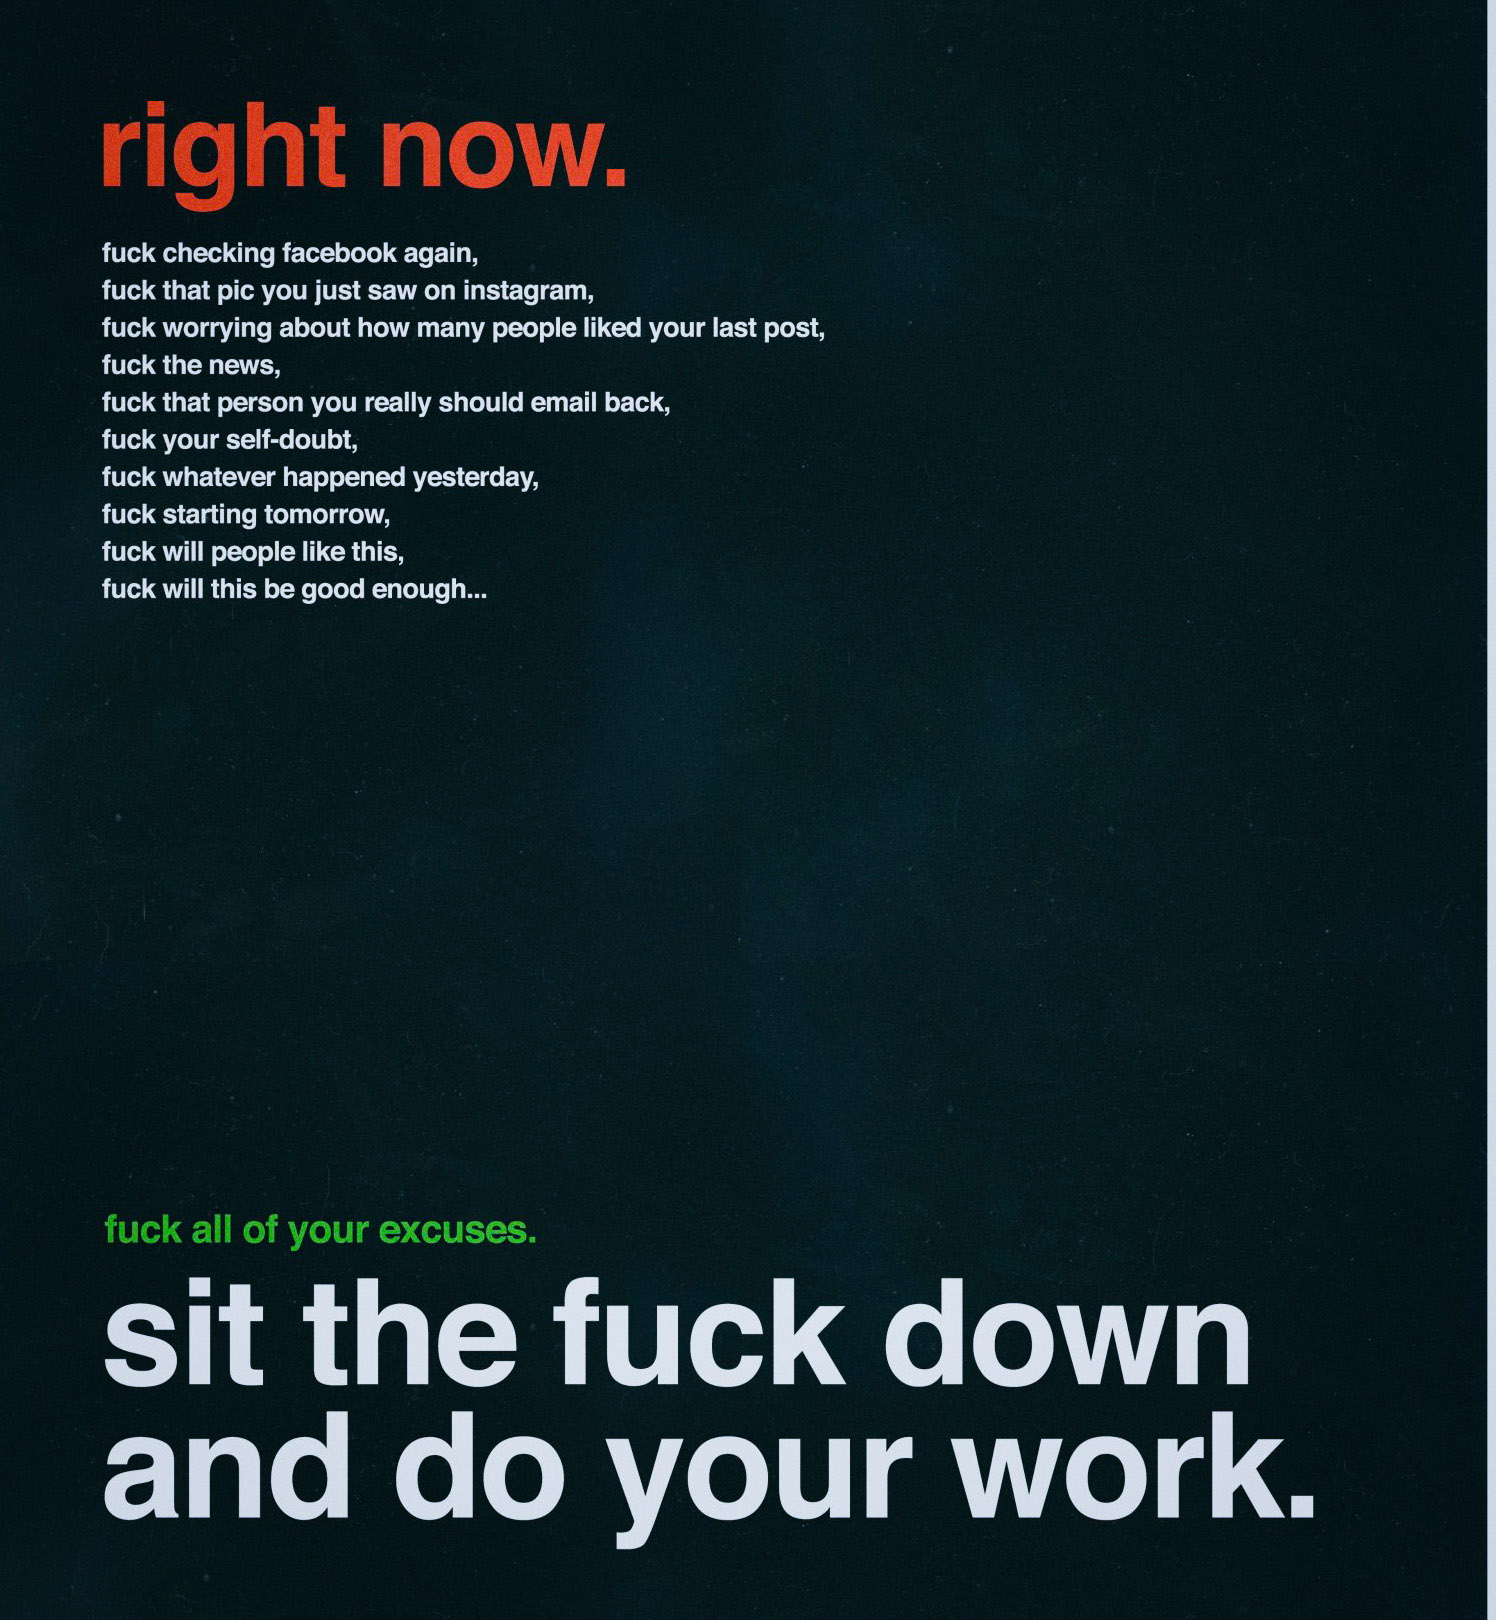 right now.
fuck checking facebook again,
fuck that pic you just saw on instagram,
fuck worrying about how many people liked your last post,
fuck the news,
fuck that person you really should email back,
fuck your self-doubt,
fuck whatever happened yesterday,
fuck starting tomorrow,
fuck will people like this,
fuck will this be good enough...
fuck all of your excuses.
sit the fuck down
and do your work.